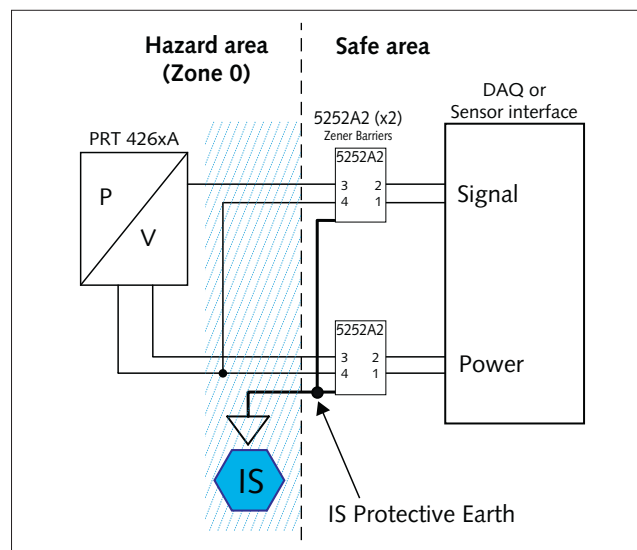 Hazard area
(Zone 0)
Safe area
DAQ or
Sensor interface
5252A2 (x2)
Zener Barriers
PRT 426xA
5252A2
P
V
3 2
4 1
Signal
5252A2
3 2
4 1
Power
IS
IS Protective Earth